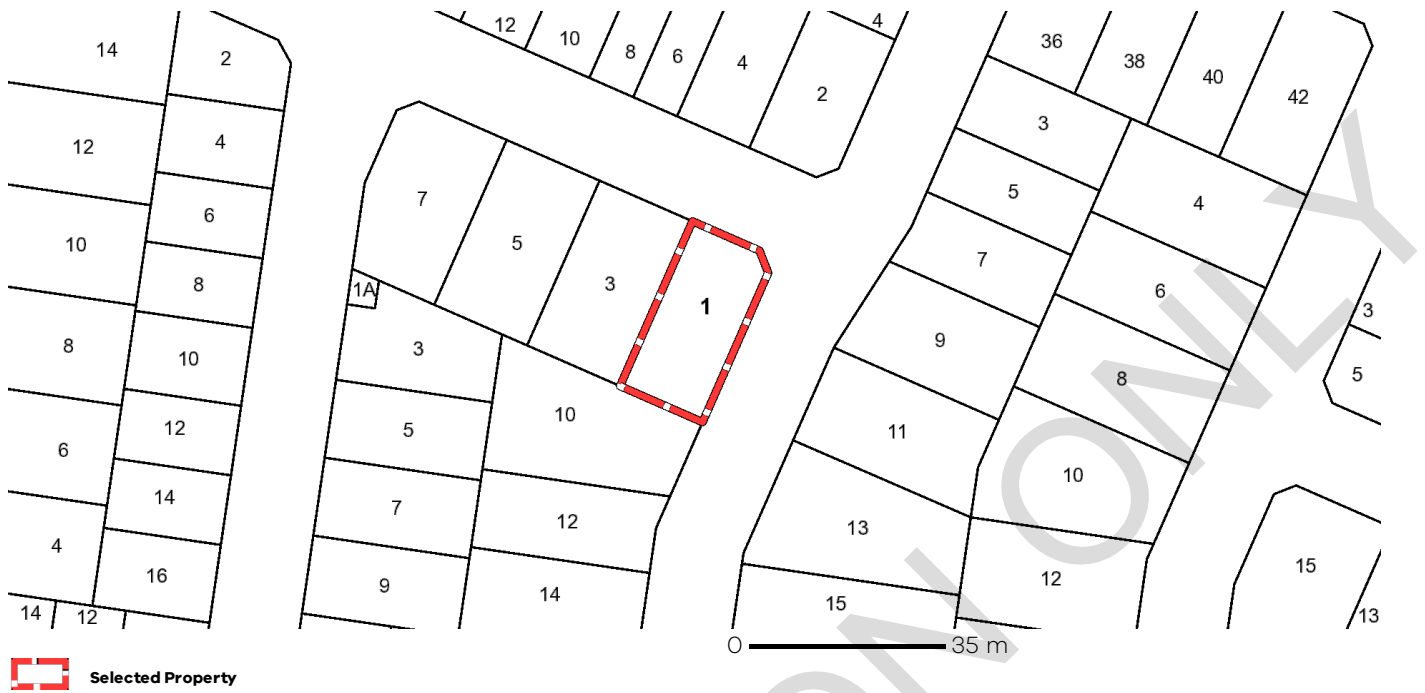 14 2 12 10 8 6 4 2 4 36 38 40 42
12 4 7 5 3 1 3 4
6 5
10 8 1A 3 7 6 3
8 10 5 10 9 8 5
6 12 7 12 11 10
4 14 9 14 13 12 15
16 15 13
14 12
0 35 m
Selected Property
ON ONLY